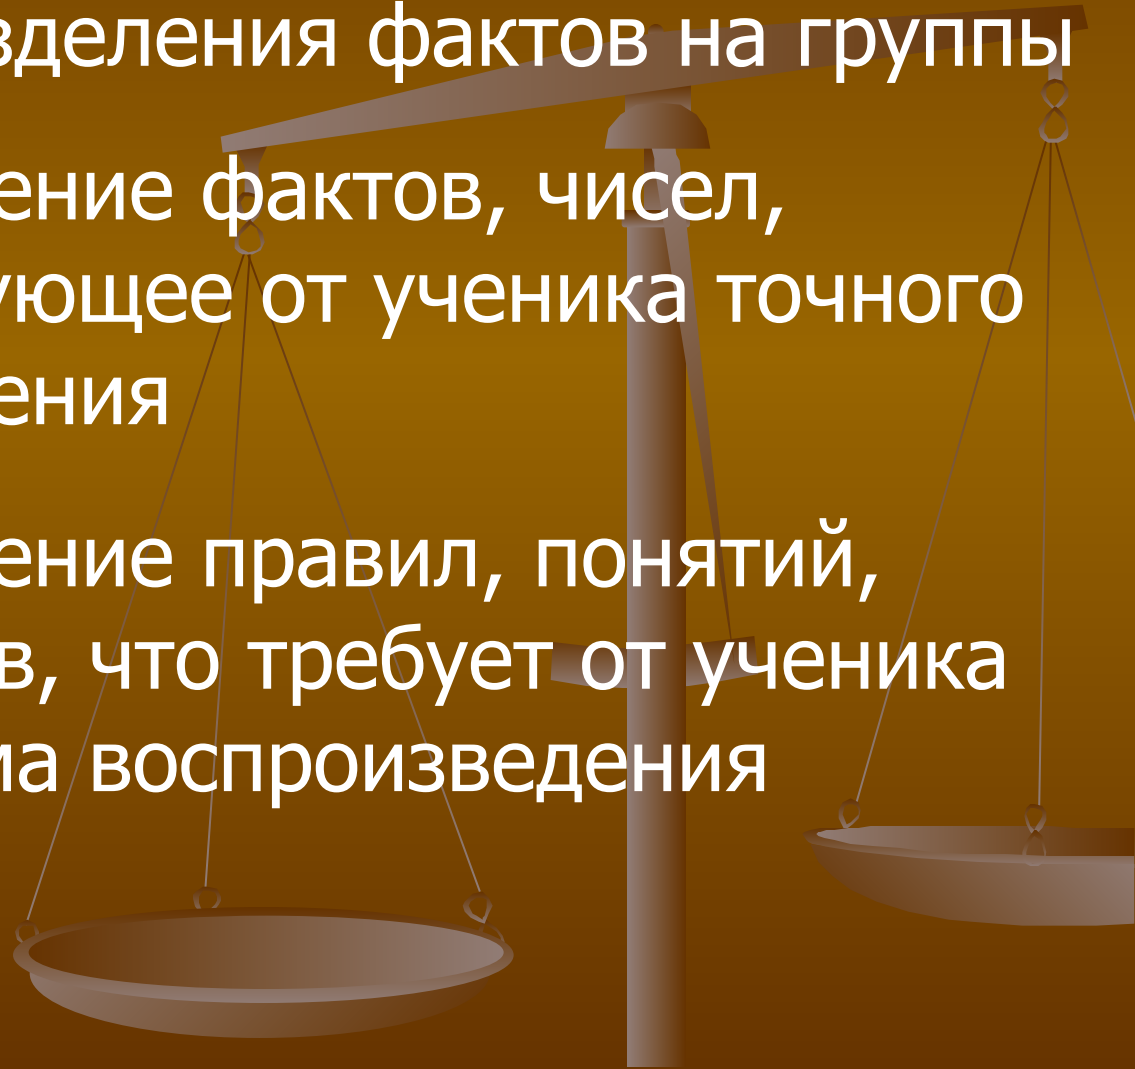 зделения фактов на группы
ение фактов, чисел,
ующее от ученика точного
ения
ение правил, понятий,
в, что требует от ученика
ма воспроизведения